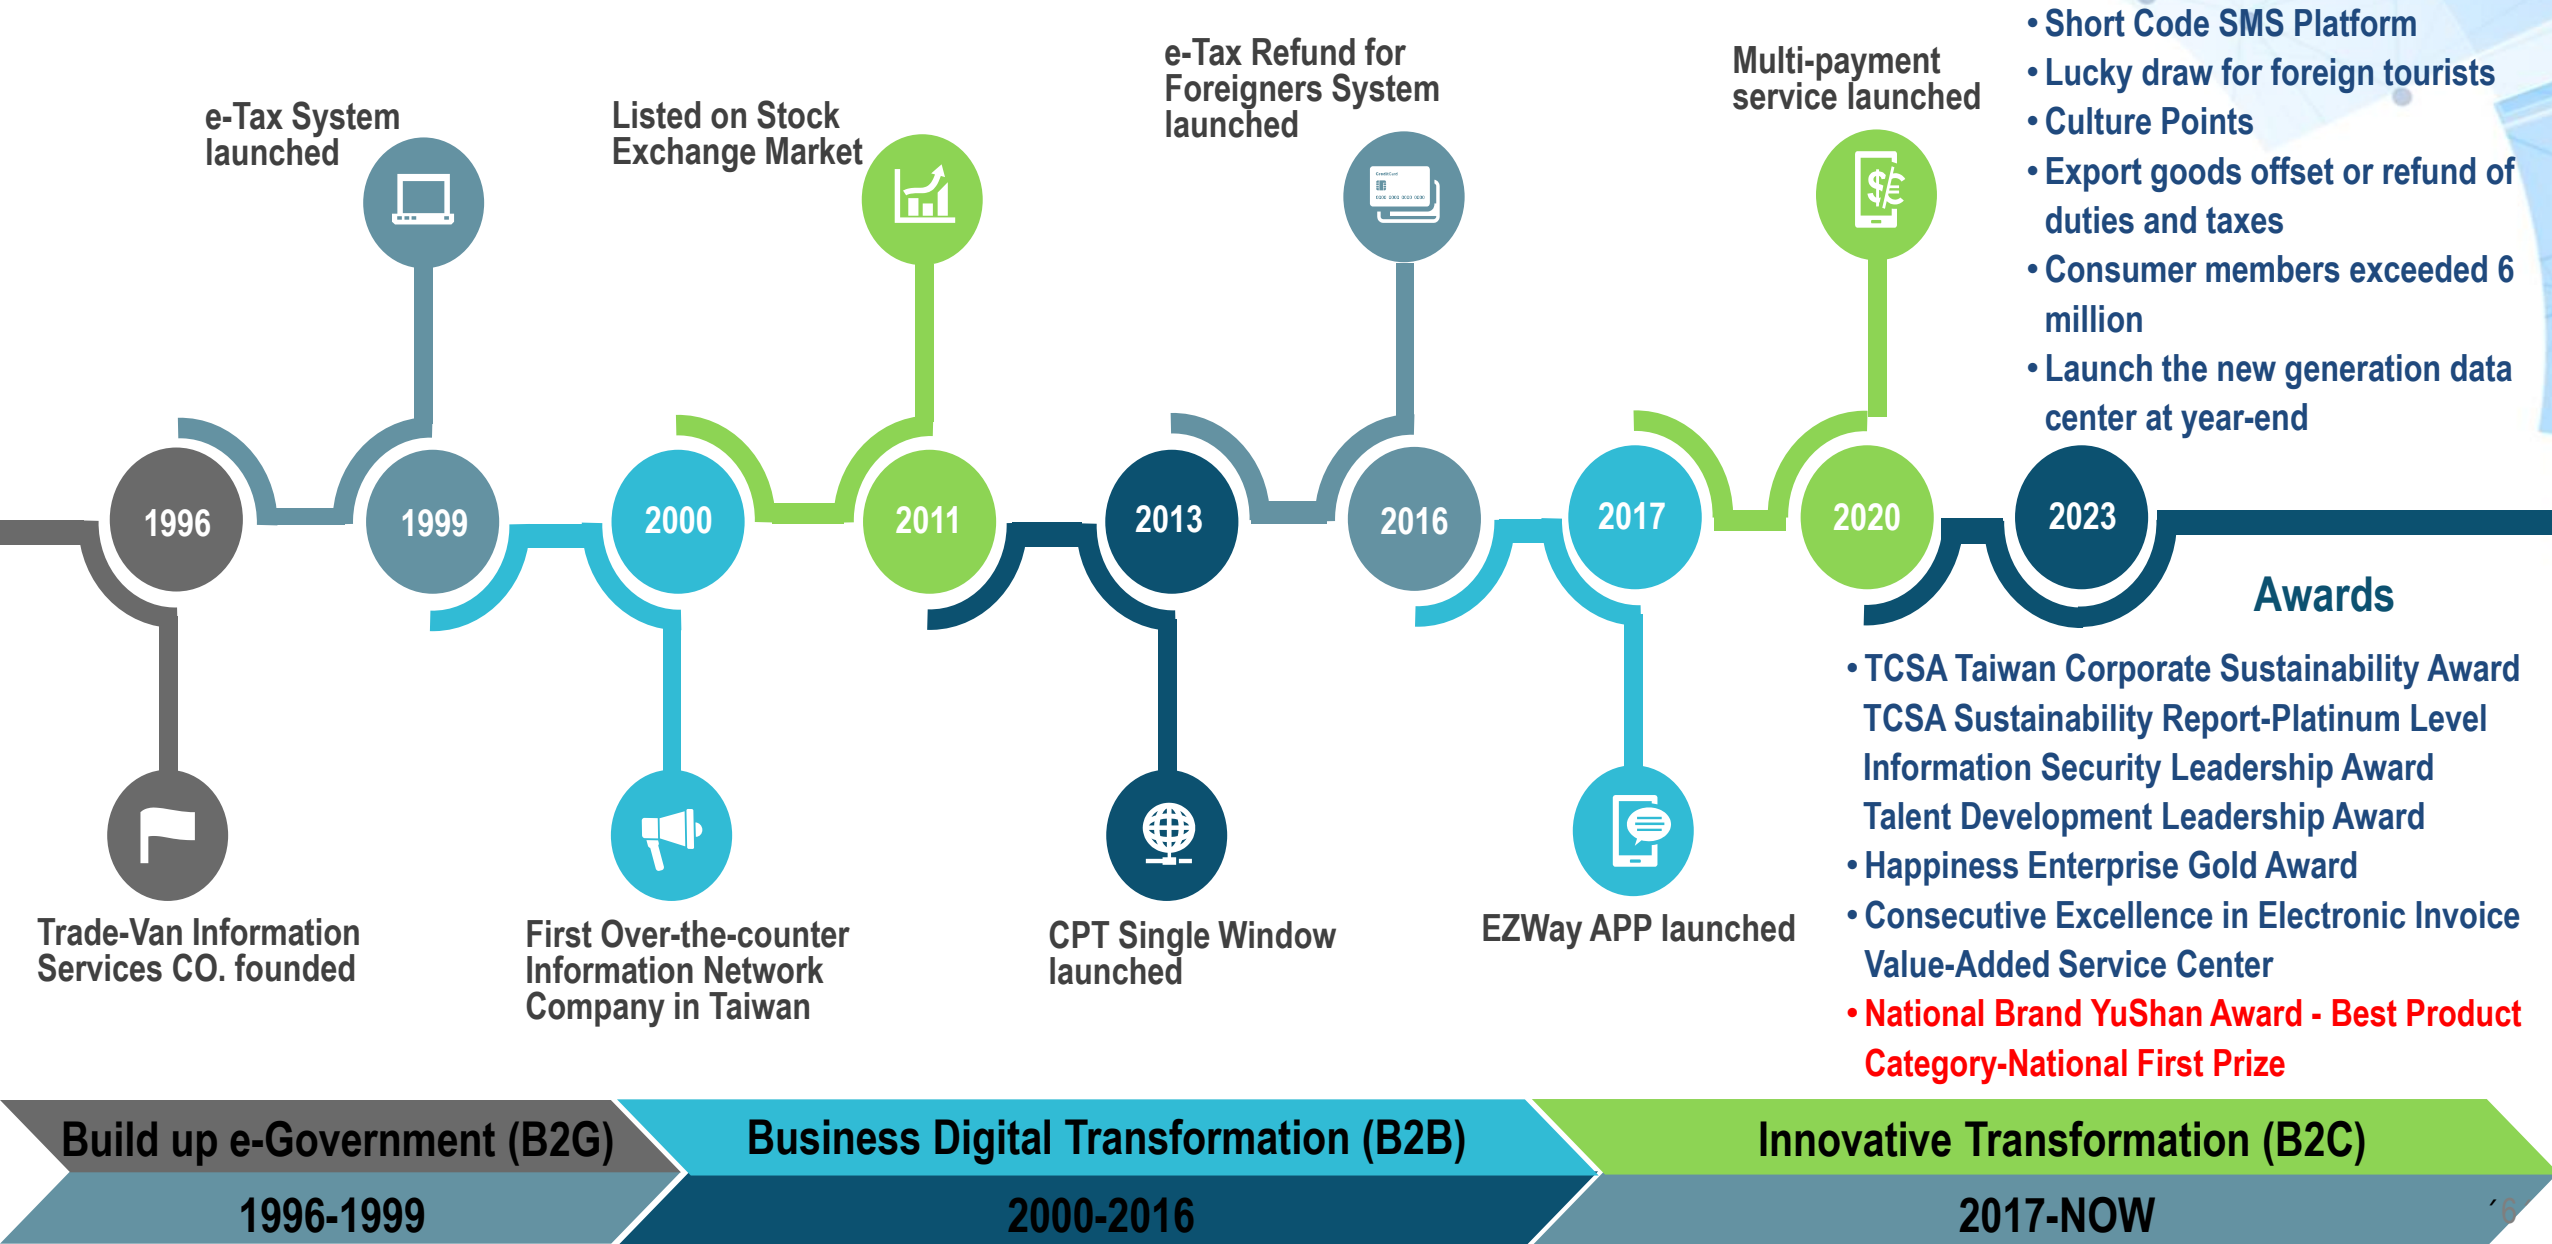 e-Tax System
launched
Listed on Stock
Exchange Market
e-Tax Refund for
Foreigners System
launched
Multi-payment
service launched
• Short Code SMS Platform
• Lucky draw for foreign tourists
• Culture Points
• Export goods offset or refund of
duties and taxes
• Consumer members exceeded 6
million
• Launch the new generation data
center at year-end
1996
1999
2000
2011
2013
2016
2017
2020
2023
Trade-Van Information
Services CO. founded
First Over-the-counter
Information Network
Company in Taiwan
CPT Single Window
launched
EZWay APP launched
Awards
• TCSA Taiwan Corporate Sustainability Award
TCSA Sustainability Report-Platinum Level
Information Security Leadership Award
Talent Development Leadership Award
• Happiness Enterprise Gold Award
• Consecutive Excellence in Electronic Invoice
Value-Added Service Center
• National Brand YuShan Award - Best Product
Category-National First Prize
Build up e-Government (B2G)
Business Digital Transformation (B2B)
Innovative Transformation (B2C)
1996-1999
2000-2016
2017-NOW
6